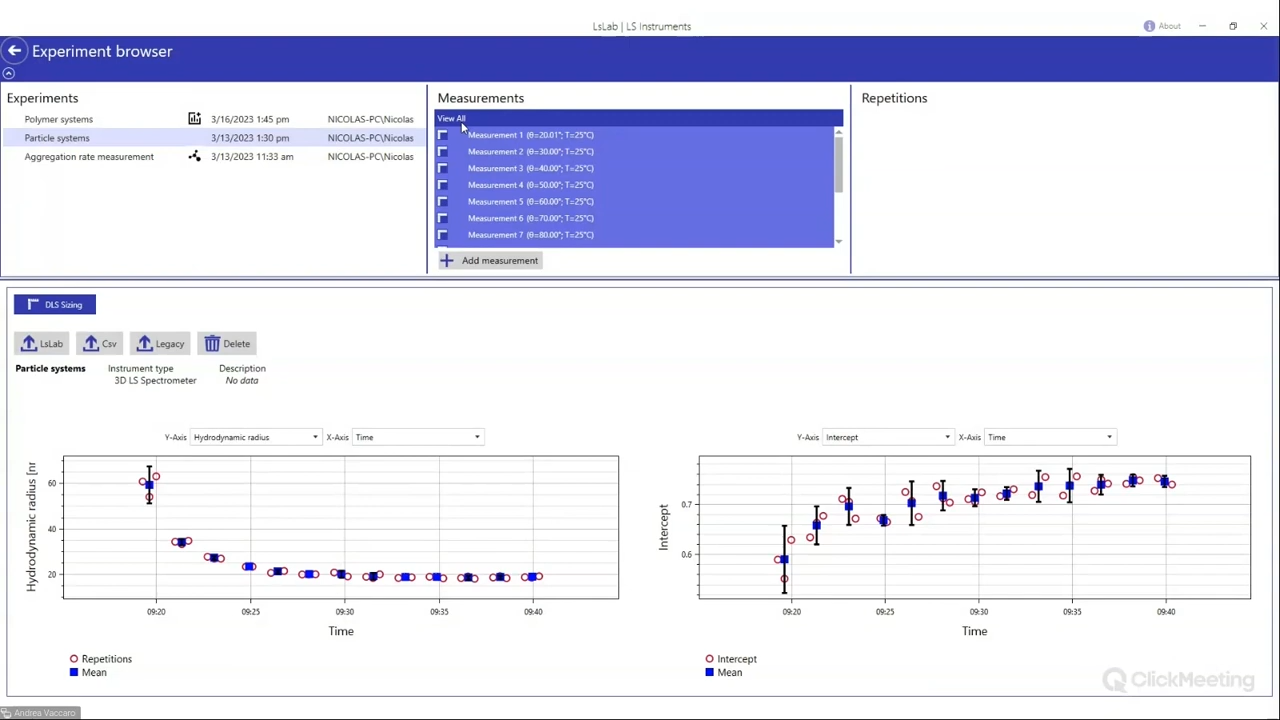 LsLab | LS Instruments
About
Experiment browser
Experiments
Polymer systems 3/16/2023 1:45 pm NICOLAS-PC\Nicolas
Particle systems 3/13/2023 1:30 pm NICOLAS-PC\Nicolas
Aggregation rate measurement 3/13/2023 11:33 am NICOLAS-PC\Nicolas
Measurements
View All
Measurement 1 (θ=20.01°; T=25°C)
Measurement 2 (θ=30.00°; T=25°C)
Measurement 3 (θ=40.00°; T=25°C)
Measurement 4 (θ=50.00°; T=25°C)
Measurement 5 (θ=60.00°; T=25°C)
Measurement 6 (θ=70.00°; T=25°C)
Measurement 7 (θ=80.00°; T=25°C)
Add measurement
Repetitions
DLS Sizing
LsLab Csv Legacy Delete
Particle systems Instrument type Description
3D LS Spectrometer No data
Y-Axis Hydrodynamic radius X-Axis Time
Hydrodynamic radius [nr
60
40
20
09:20 09:25 09:30 09:35 09:40
Time
Repetitions
Mean
Y-Axis Intercept X-Axis Time
Intercept
0.7
0.6
09:20 09:25 09:30 09:35 09:40
Time
Intercept
Mean
ClickMeeting
Andrea Vaccaro